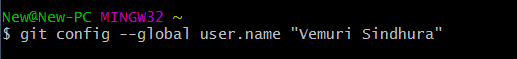 New@New-PC MINGW32 ~
$ git config --global user.name "Vemuri Sindhura"